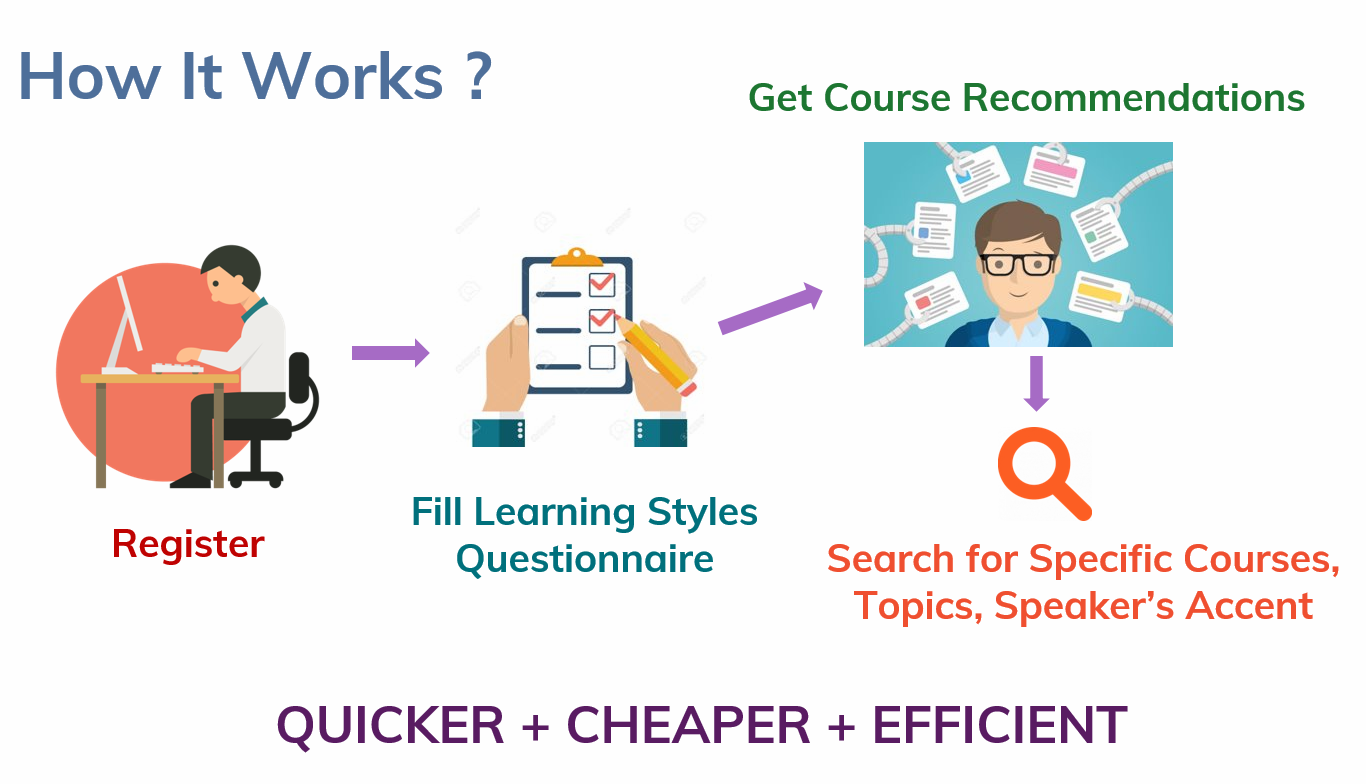 How It Works ?
Register
Fill Learning Styles
Questionnaire
Get Course Recommendations
Search for Specific Courses,
Topics, Speaker’s Accent
QUICKER + CHEAPER + EFFICIENT